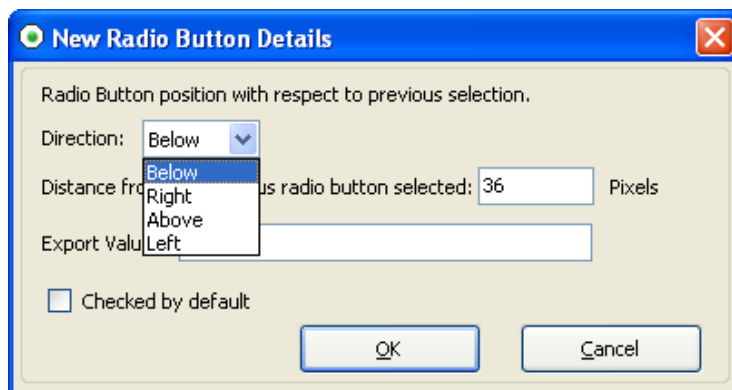 New Radio Button Details
Radio Button position with respect to previous selection.
Direction: Below
Below
Right
Above
Left
Distance fr us radio button selected: 36 Pixels
Export Valu
Checked by default
OK Cancel